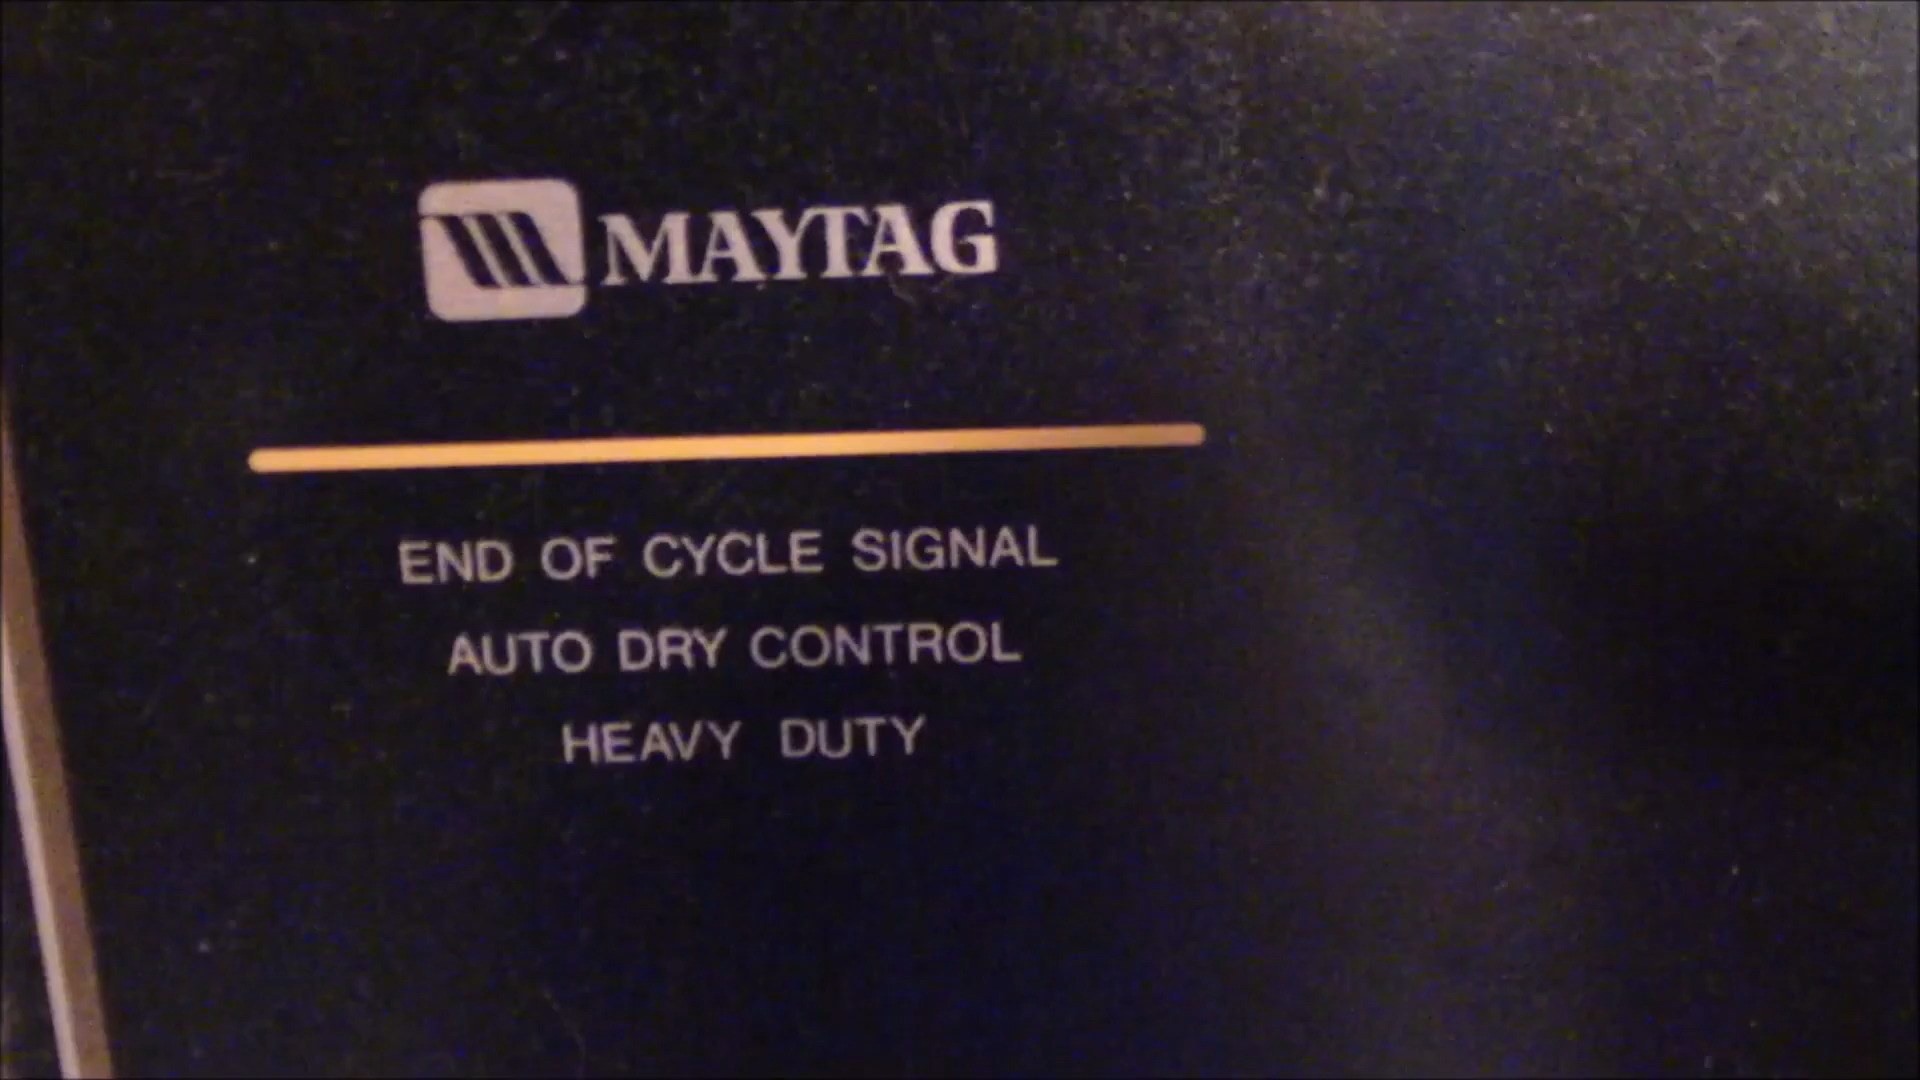 MAYTAG
END OF CYCLE SIGNAL
AUTO DRY CONTROL
HEAVY DUTY